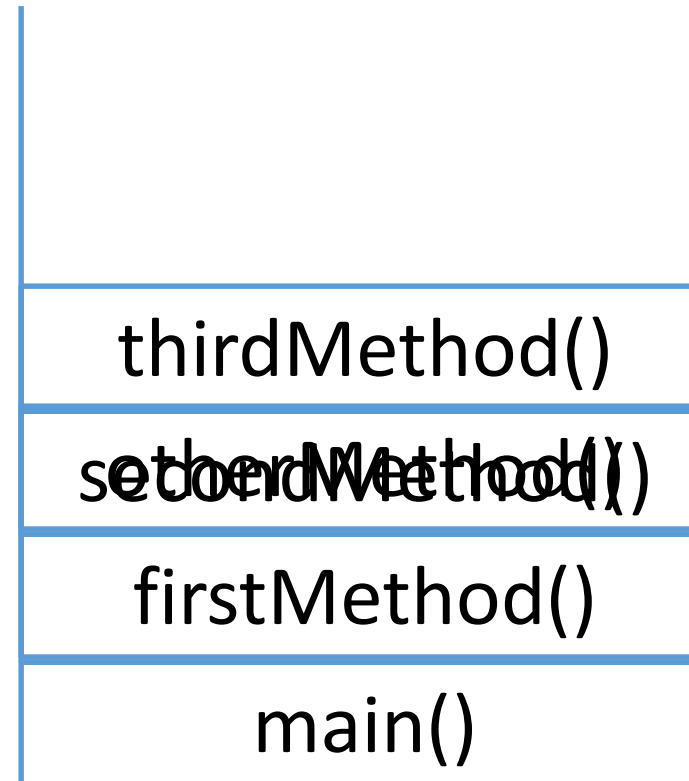 thirdMethod()
otherMethod()
secondMethod()
firstMethod()
main()